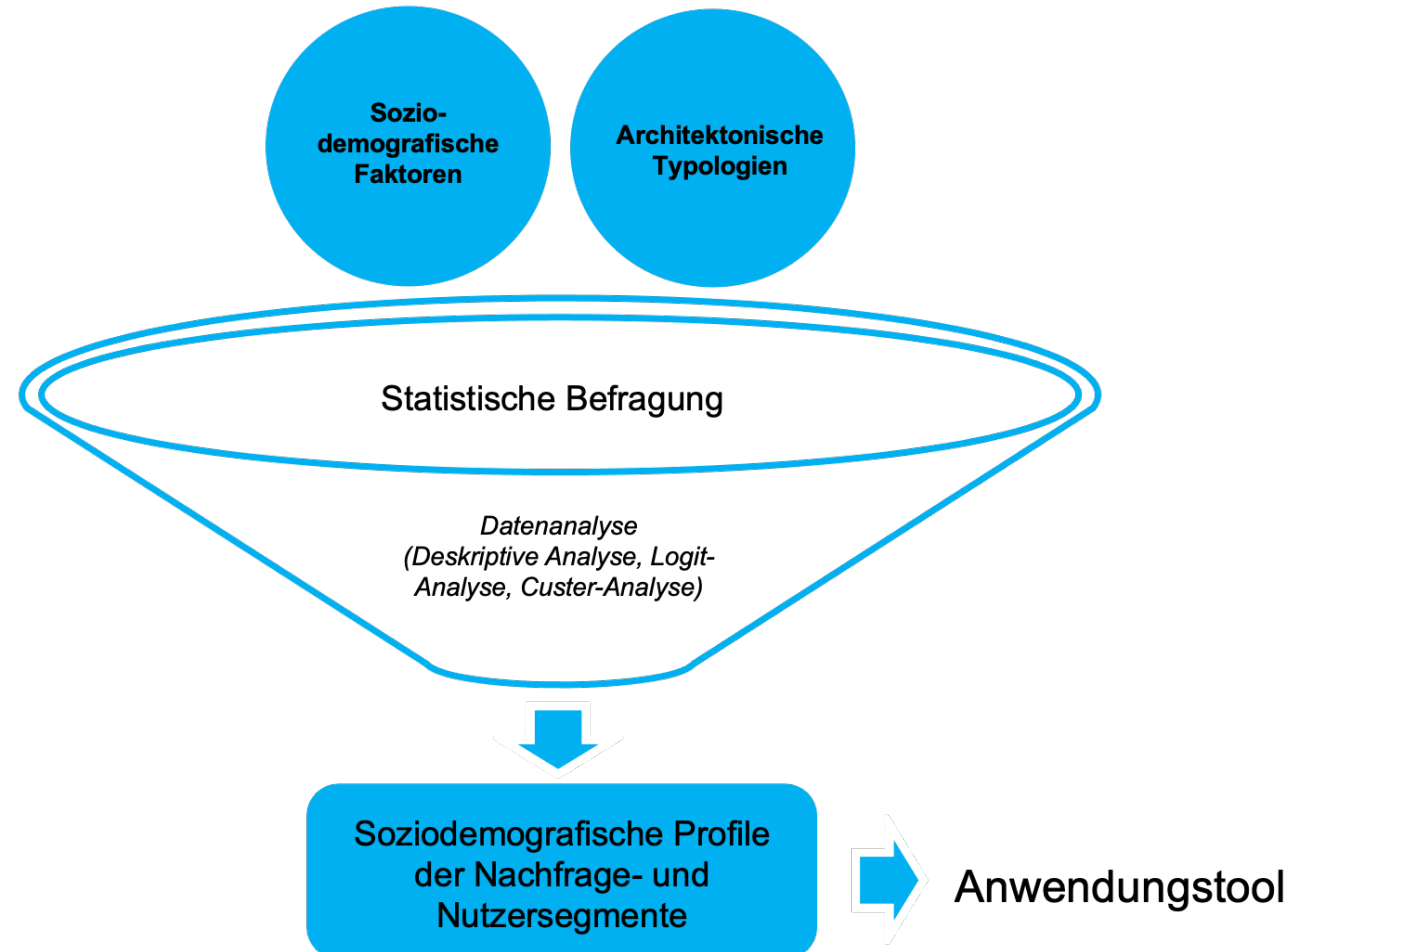 Sozio-
demografische
Faktoren
Architektonische
Typologien
Statistische Befragung
Datenanalyse
(Deskriptive Analyse, Logit-
Analyse, Custer-Analyse)
Soziodemografische Profile
der Nachfrage- und
Nutzersegmente
Anwendungstool